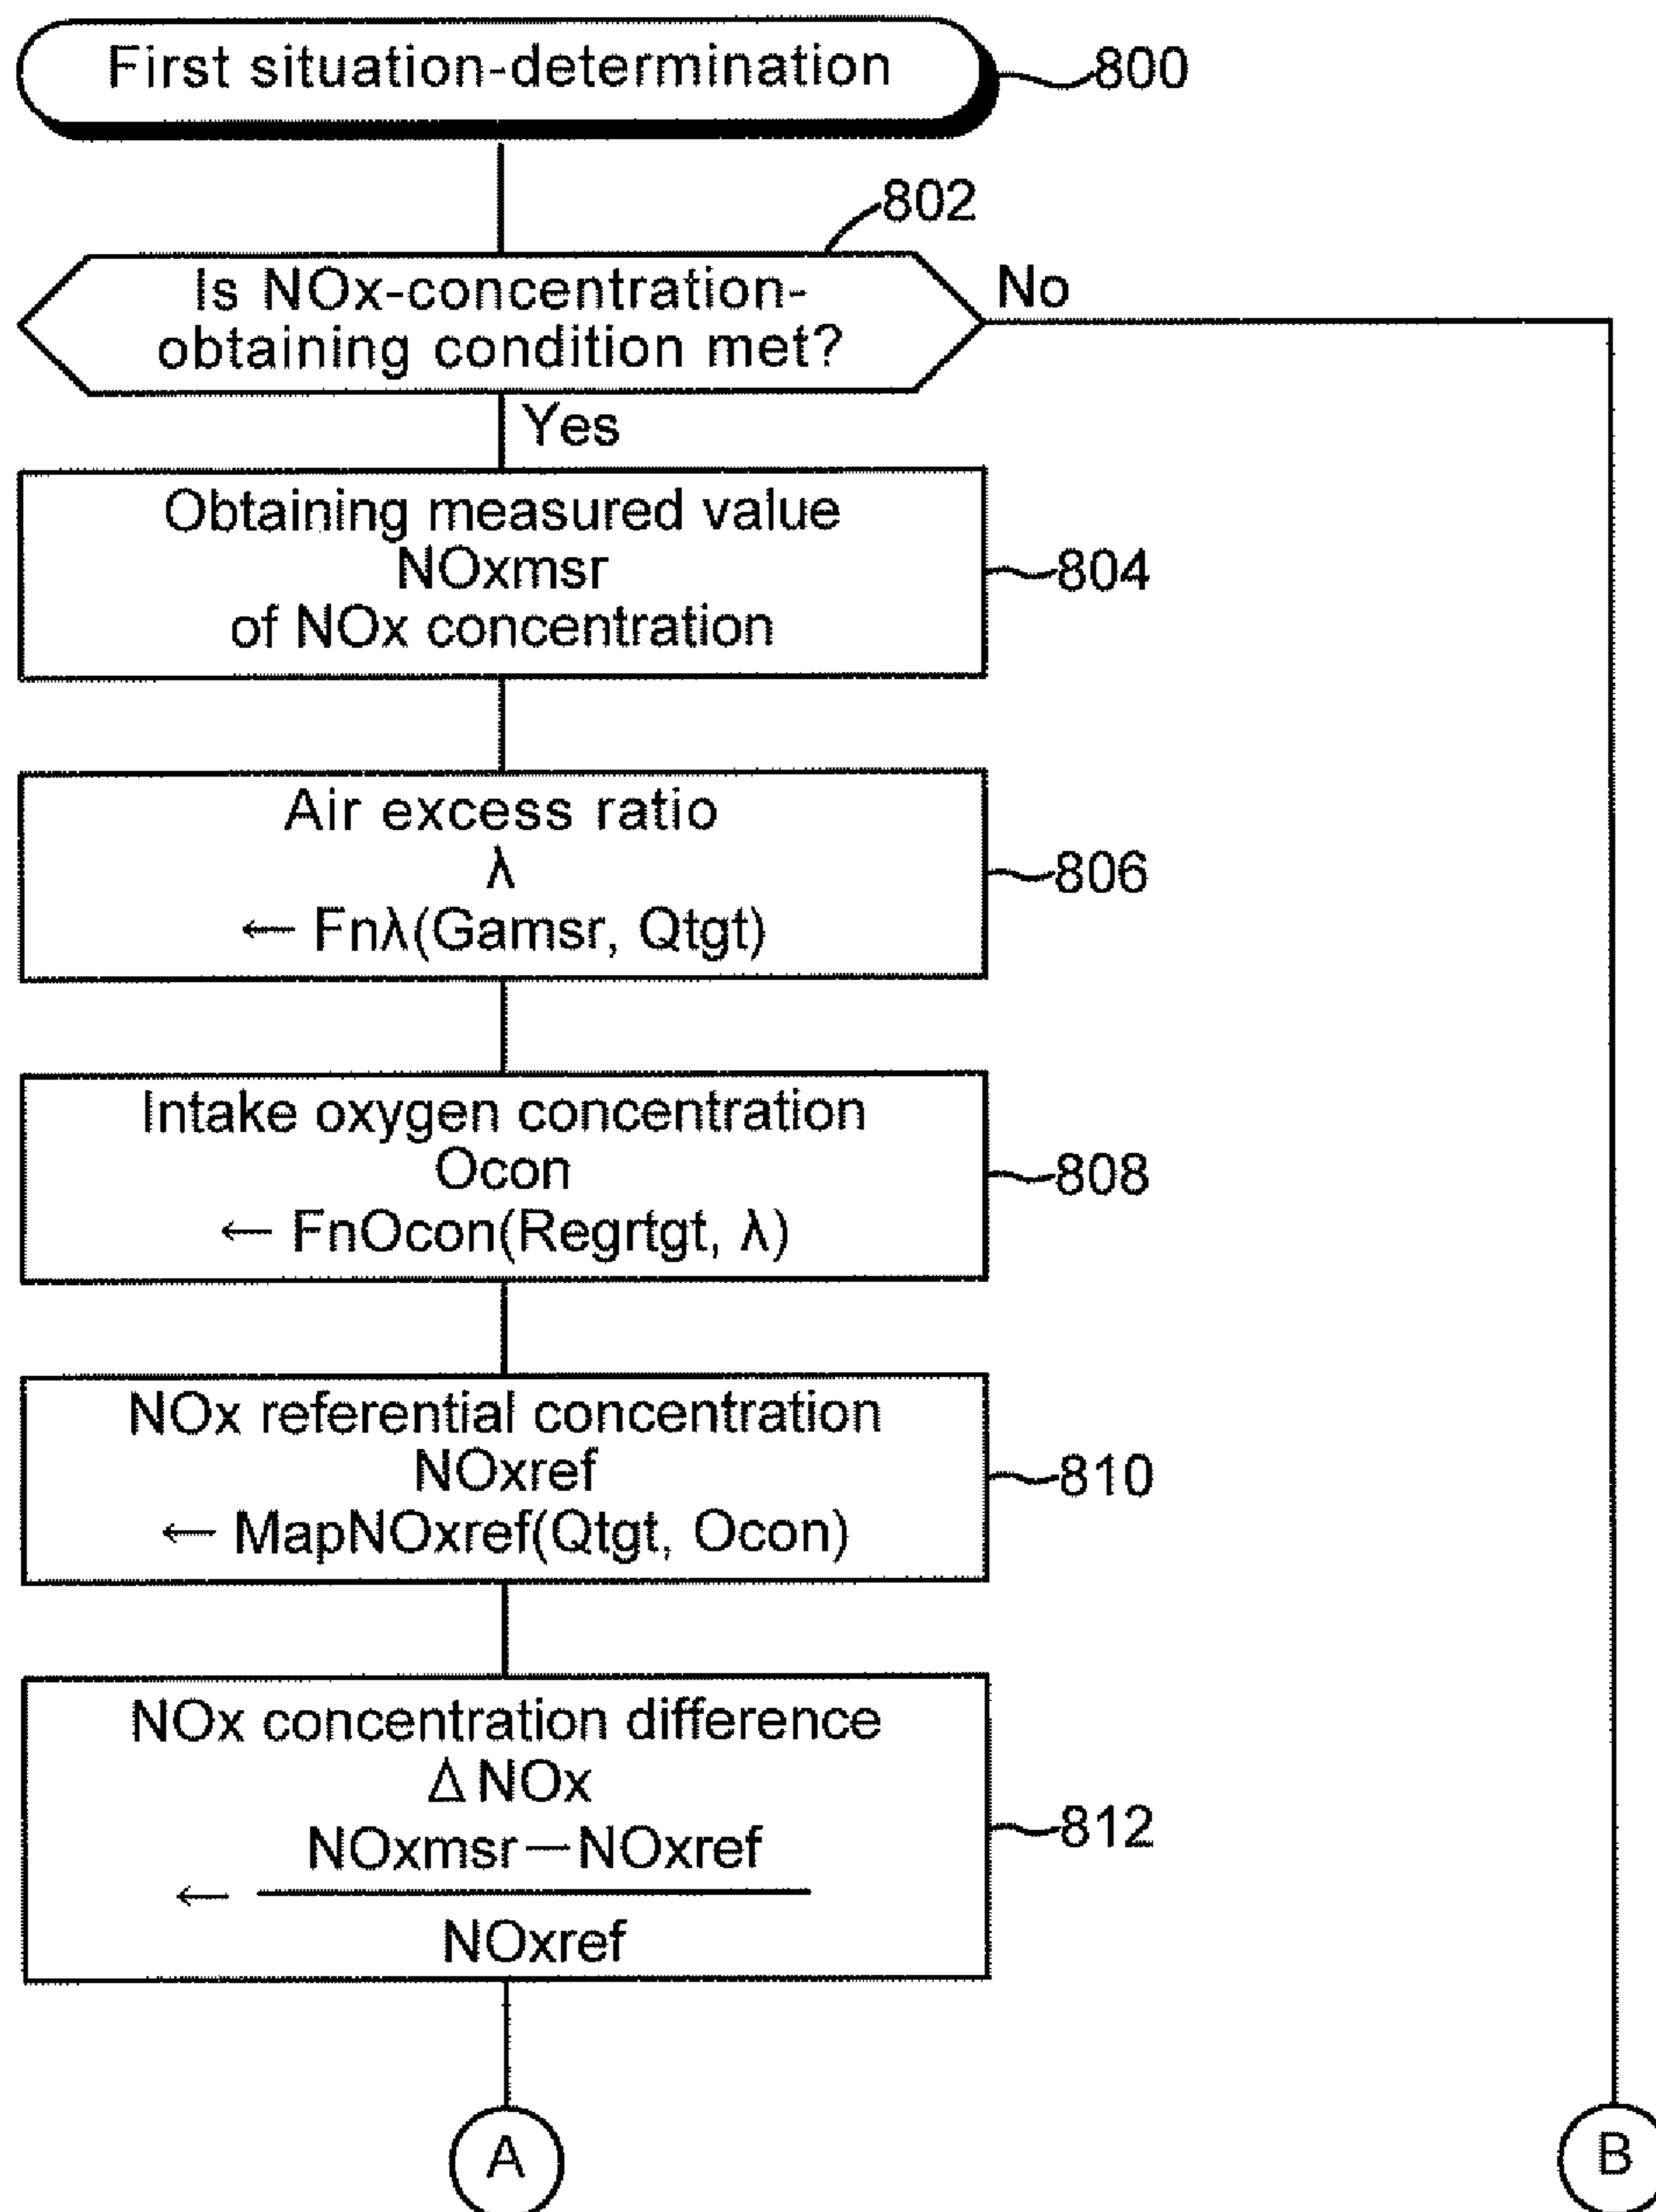 First situation-determination
800
802
Is NOx-concentration-
obtaining condition met?
No
Yes
Obtaining measured value
NOxmsr
of NOx concentration
804
Air excess ratio
λ
← Fnλ(Gamsr, Qtgt)
806
Intake oxygen concentration
Ocon
← FnOcon(Regrtgt, λ)
808
NOx referential concentration
NOxref
← MapNOxref(Qtgt, Ocon)
810
NOx concentration difference
Δ NOx
NOxmsr—NOxref
←
NOxref
812
A
B